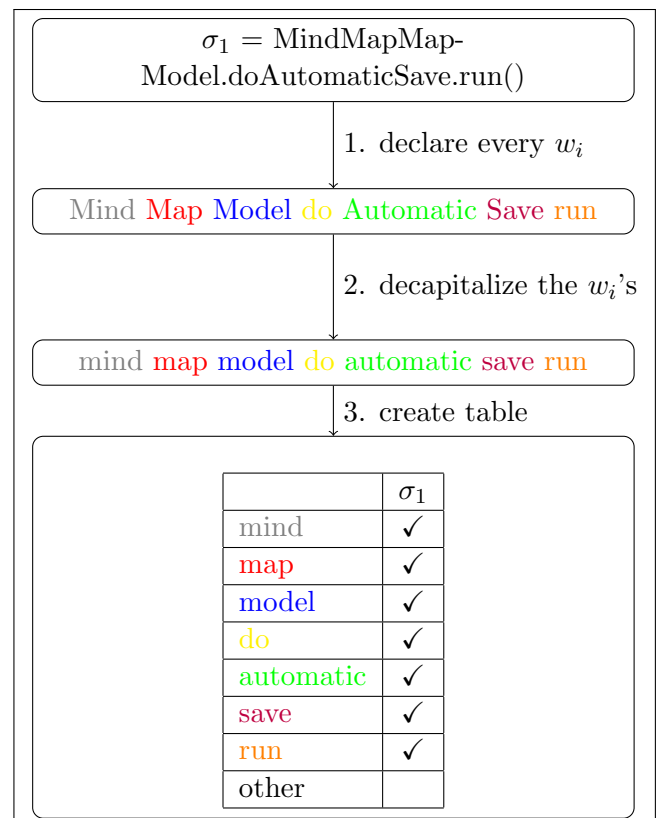 σ₁ = MindMapMap-
Model.doAutomaticSave.run()
1. declare every wᵢ
Mind Map Model do Automatic Save run
2. decapitalize the wᵢ's
mind map model do automatic save run
3. create table
σ₁
mind ✓
map ✓
model ✓
do ✓
automatic ✓
save ✓
run ✓
other